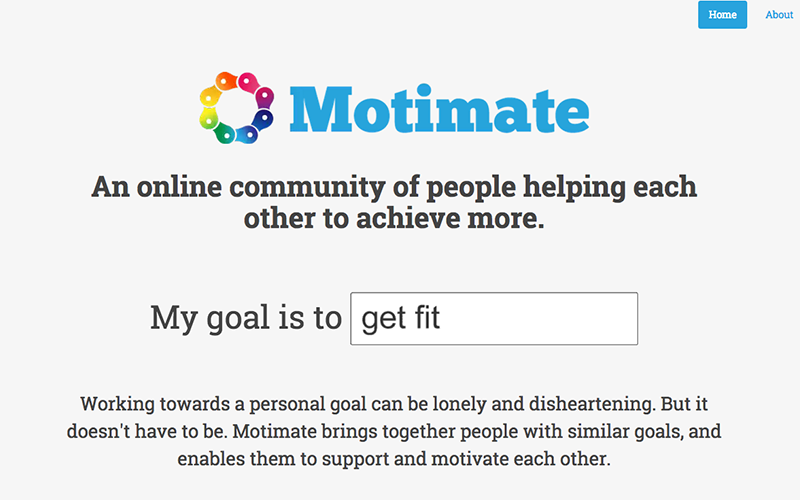 Home About
Motimate
An online community of people helping each
other to achieve more.
My goal is to get fit
Working towards a personal goal can be lonely and disheartening. But it
doesn't have to be. Motimate brings together people with similar goals, and
enables them to support and motivate each other.